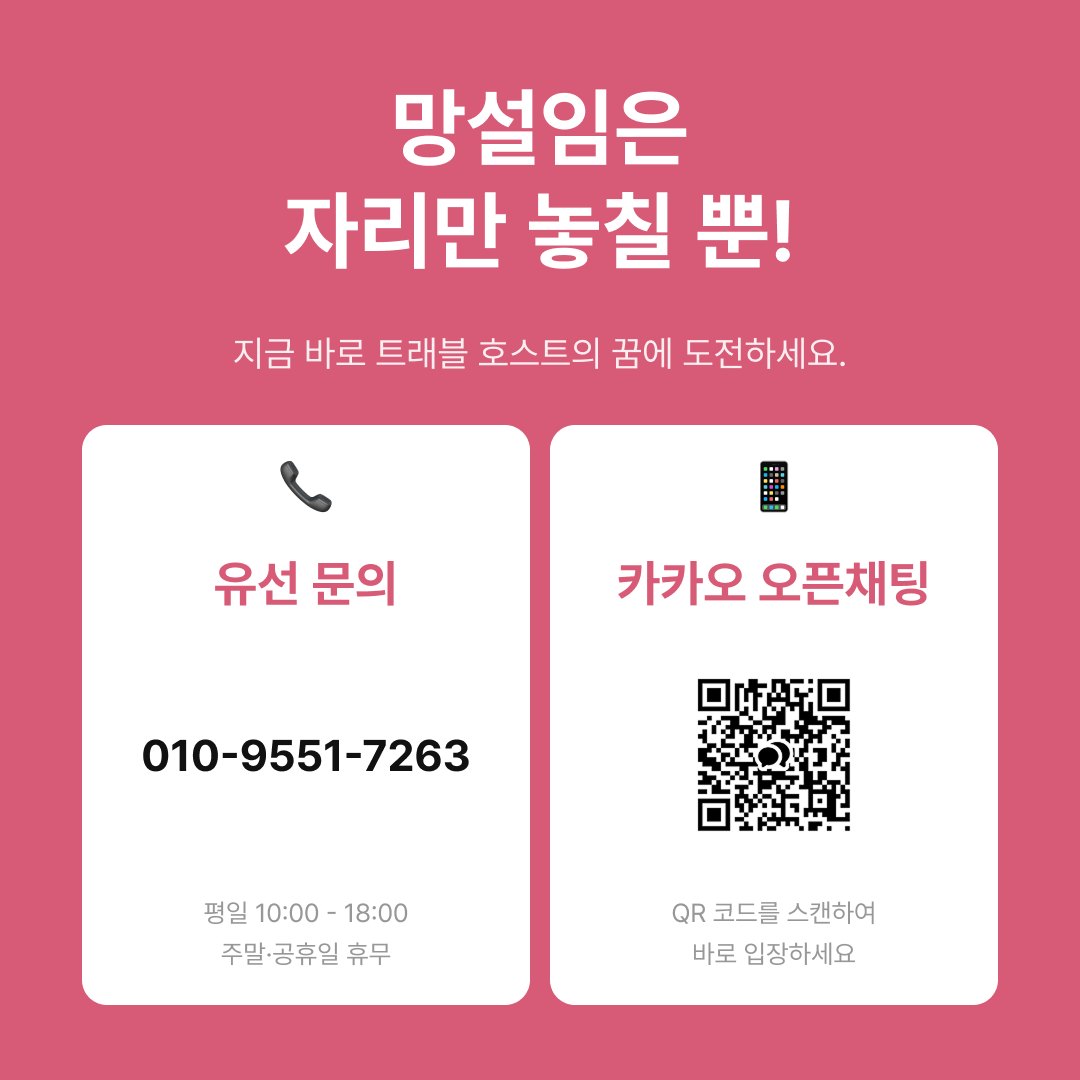 망설임은
자리만 놓칠 뿐!
지금 바로 트래블 호스트의 꿈에 도전하세요.
유선 문의
010-9551-7263
평일 10:00 - 18:00
주말·공휴일 휴무
카카오 오픈채팅
QR 코드를 스캔하여
바로 입장하세요